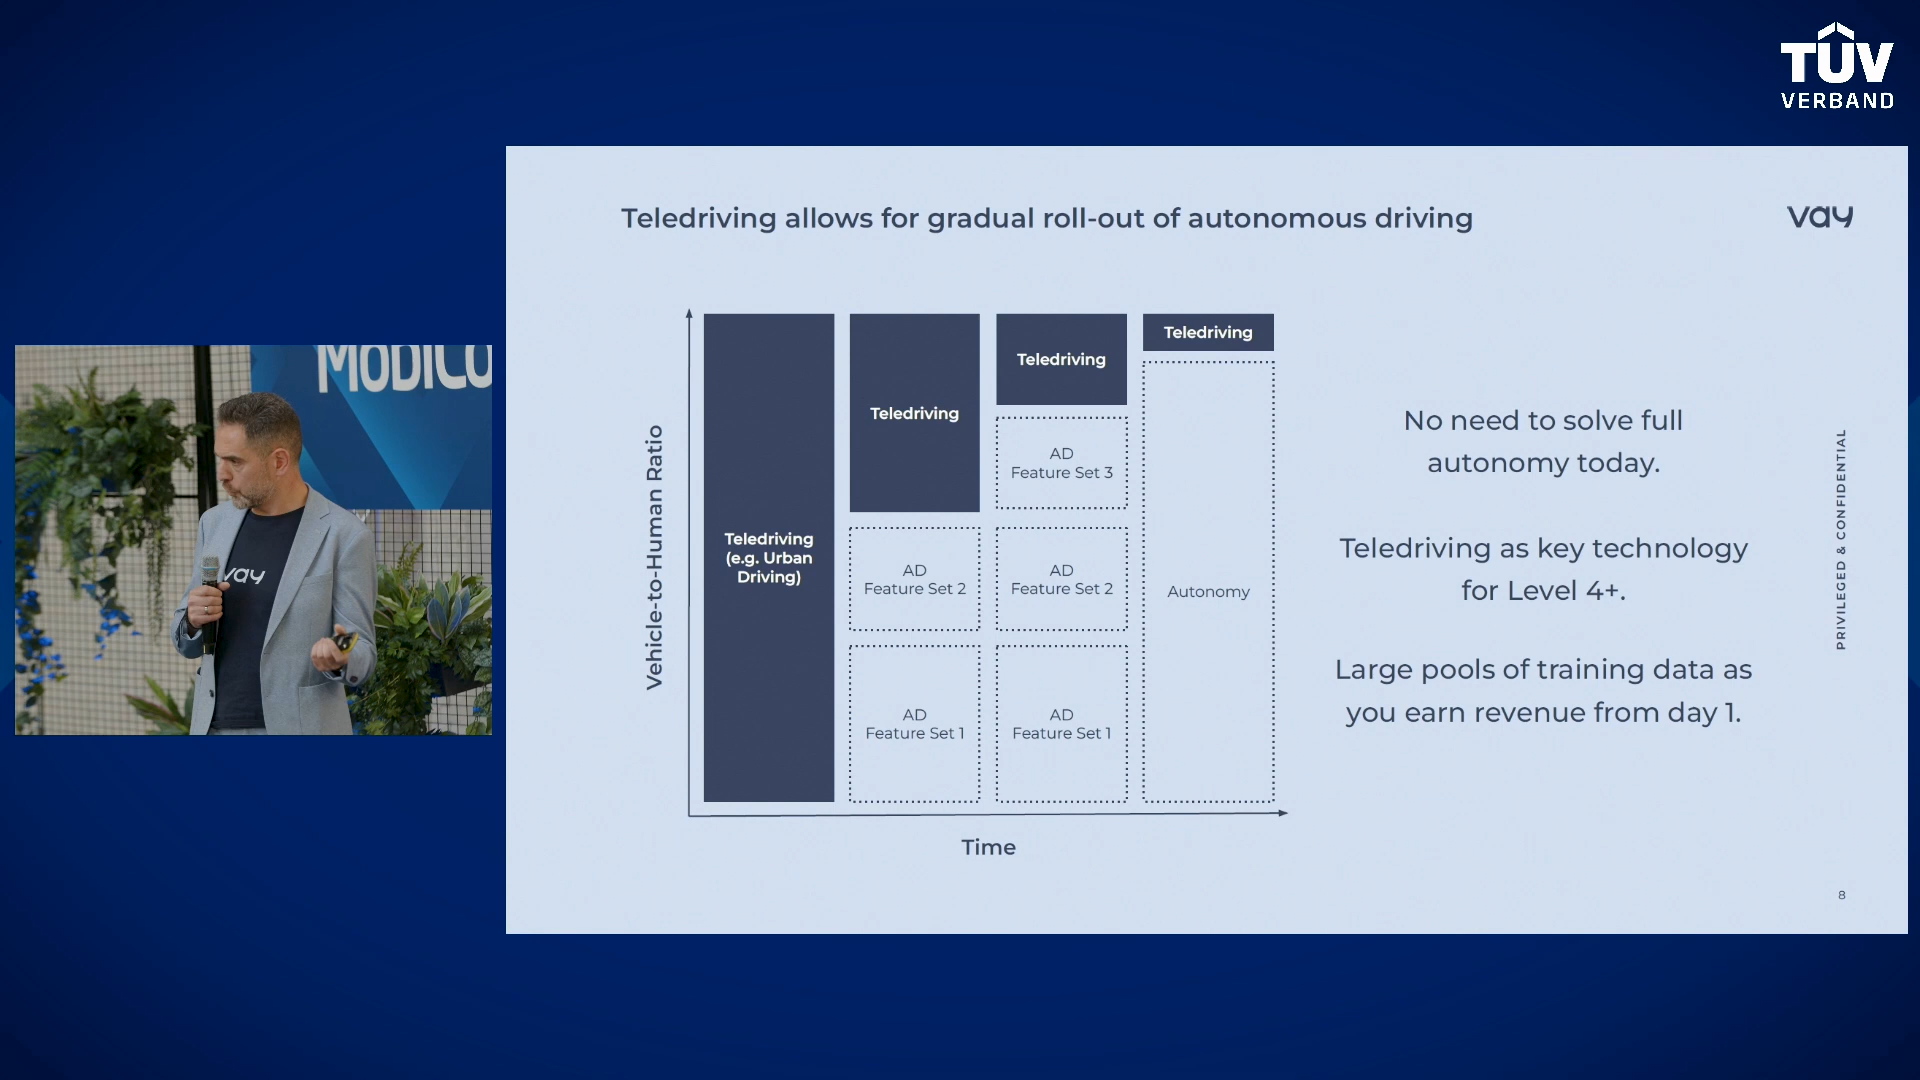 TÜV
VERBAND
Teledriving allows for gradual roll-out of autonomous driving
vay
MOBICO
vay
Vehicle-to-Human Ratio
Teledriving
(e.g. Urban
Driving)
Teledriving
AD
Feature Set 2
AD
Feature Set 1
Teledriving
AD
Feature Set 3
AD
Feature Set 2
AD
Feature Set 1
Teledriving
Autonomy
Time
No need to solve full
autonomy today.
Teledriving as key technology
for Level 4+.
Large pools of training data as
you earn revenue from day 1.
PRIVILEGED & CONFIDENTIAL
8